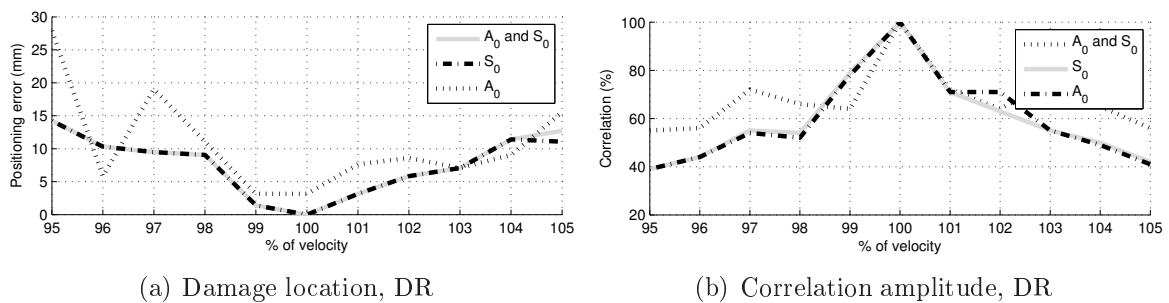 Positioning error (mm)
30
25
20
15
10
5
0
A0 and S0
S0
A0
95 96 97 98 99 100 101 102 103 104 105
% of velocity
(a) Damage location, DR
Correlation (%)
100
80
60
40
20
A0 and S0
S0
A0
95 96 97 98 99 100 101 102 103 104 105
% of velocity
(b) Correlation amplitude, DR